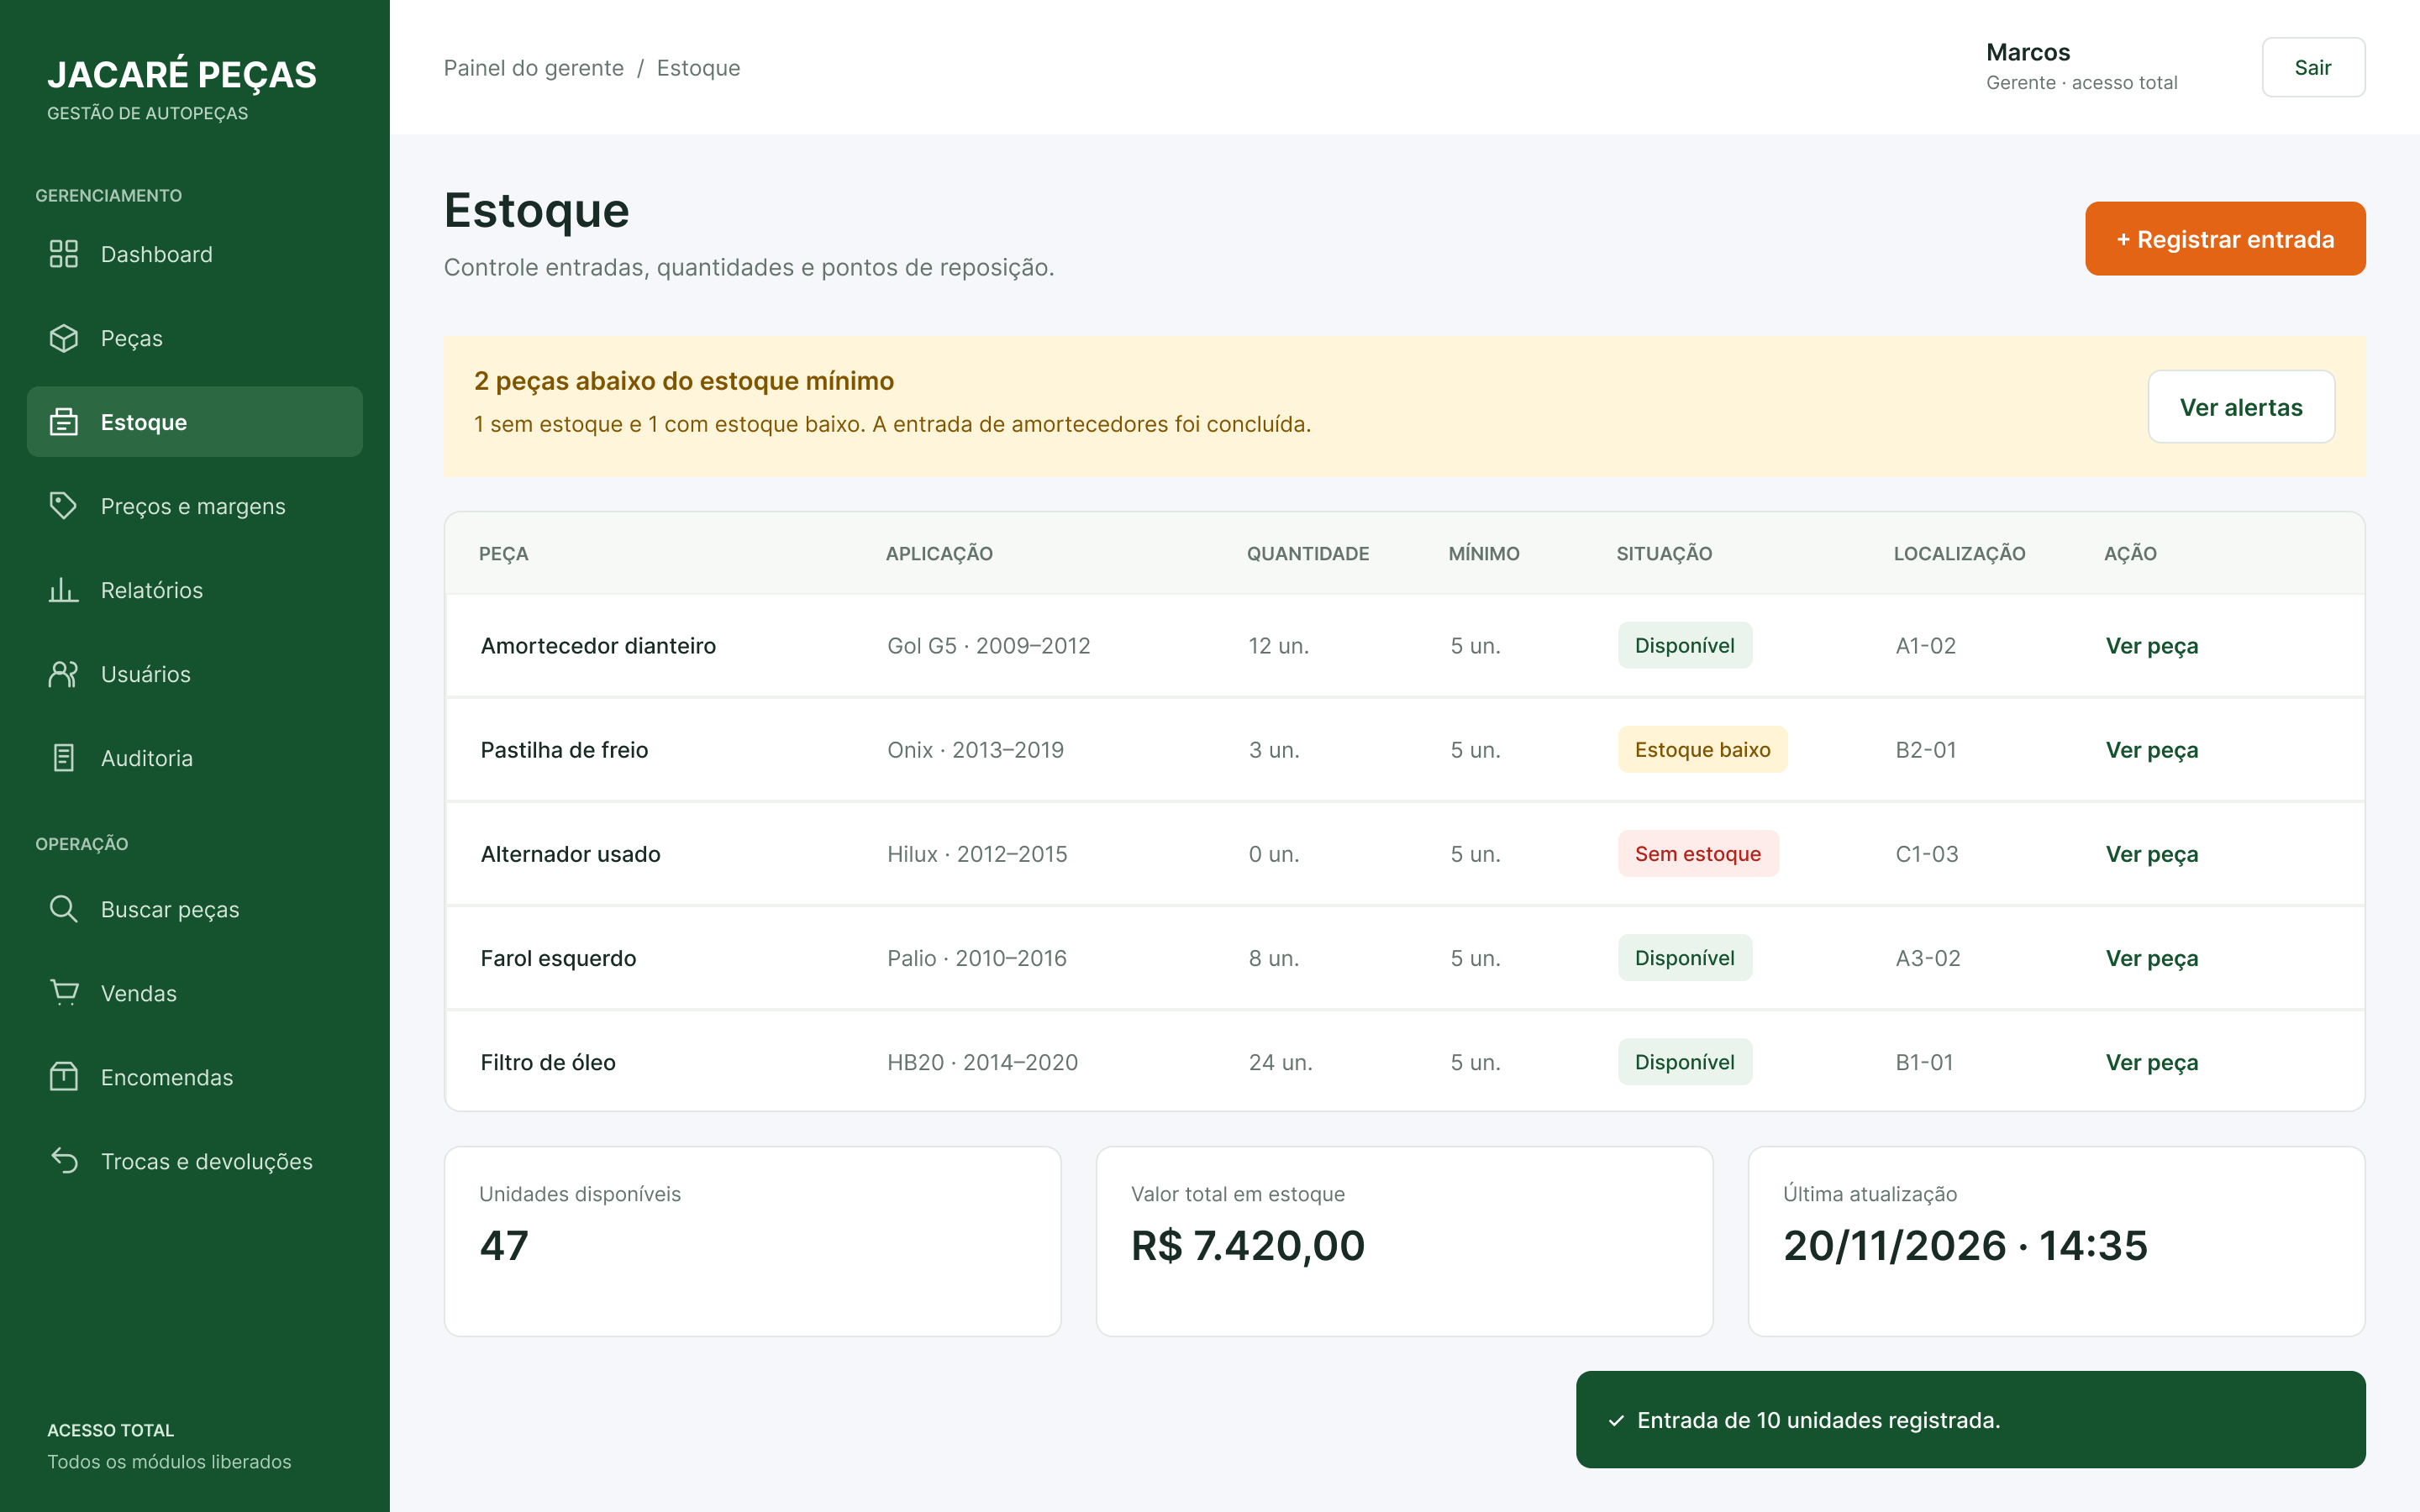 JACARÉ PEÇAS
GESTÃO DE AUTOPEÇAS
GERENCIAMENTO
Dashboard
Peças
Estoque
Preços e margens
Relatórios
Usuários
Auditoria
OPERAÇÃO
Buscar peças
Vendas
Encomendas
Trocas e devoluções
ACESSO TOTAL
Todos os módulos liberados
Painel do gerente / Estoque
Marcos
Gerente · acesso total
Sair
Estoque
Controle entradas, quantidades e pontos de reposição.
+ Registrar entrada
2 peças abaixo do estoque mínimo
1 sem estoque e 1 com estoque baixo. A entrada de amortecedores foi concluída.
Ver alertas
PEÇA APLICAÇÃO QUANTIDADE MÍNIMO SITUAÇÃO LOCALIZAÇÃO AÇÃO
Amortecedor dianteiro Gol G5 · 2009–2012 12 un. 5 un. Disponível A1-02 Ver peça
Pastilha de freio Onix · 2013–2019 3 un. 5 un. Estoque baixo B2-01 Ver peça
Alternador usado Hilux · 2012–2015 0 un. 5 un. Sem estoque C1-03 Ver peça
Farol esquerdo Palio · 2010–2016 8 un. 5 un. Disponível A3-02 Ver peça
Filtro de óleo HB20 · 2014–2020 24 un. 5 un. Disponível B1-01 Ver peça
Unidades disponíveis
47
Valor total em estoque
R$ 7.420,00
Última atualização
20/11/2026 · 14:35
✓ Entrada de 10 unidades registrada.